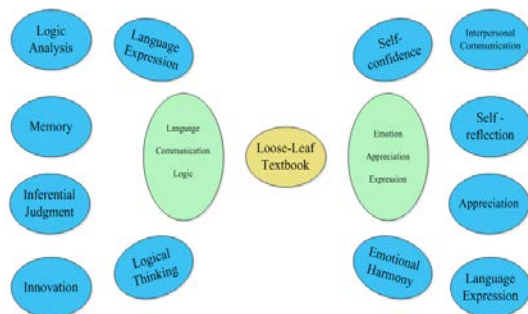 Logic
Analysis
Language
Expression
Self-
confidence
Interpersonal
Communication
Memory
Language
Communication
Logic
Loose-Leaf
Textbook
Emotion
Appreciation
Expression
Self -
reflection
Inferential
Judgment
Appreciation
Innovation
Logical
Thinking
Emotional
Harmony
Language
Expression